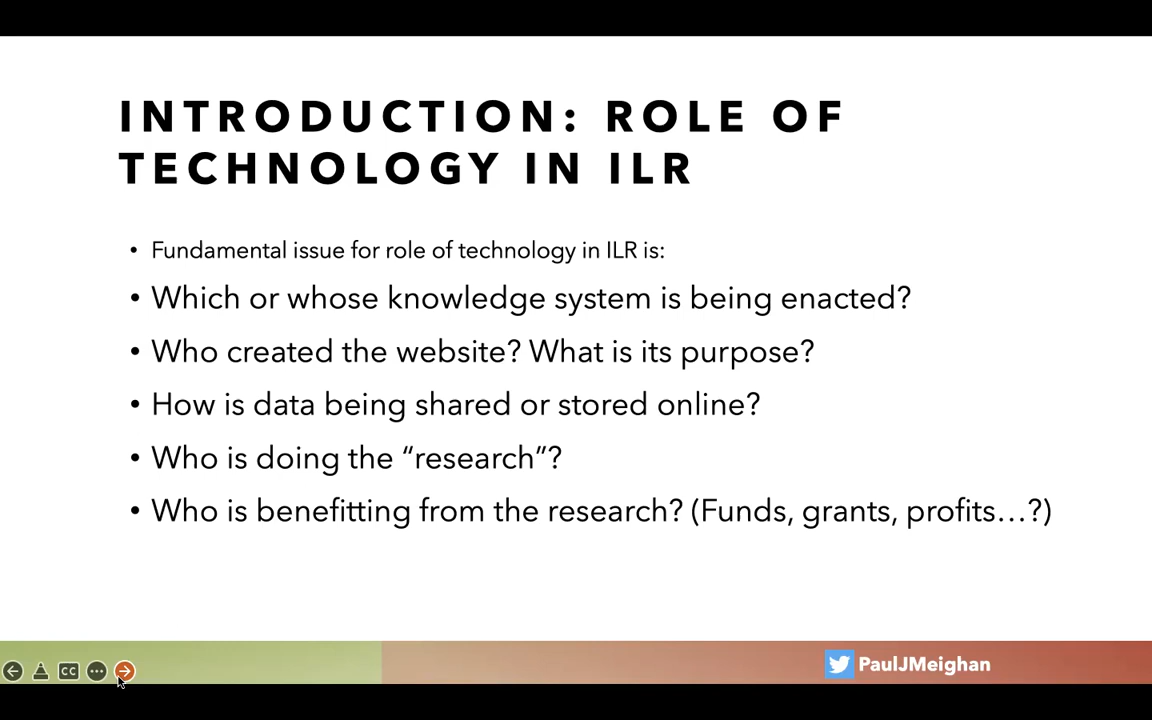 INTRODUCTION: ROLE OF
TECHNOLOGY IN ILR
• Fundamental issue for role of technology in ILR is:
• Which or whose knowledge system is being enacted?
• Who created the website? What is its purpose?
• How is data being shared or stored online?
• Who is doing the “research”?
• Who is benefitting from the research? (Funds, grants, profits…?)
CC
PaulJMeighan